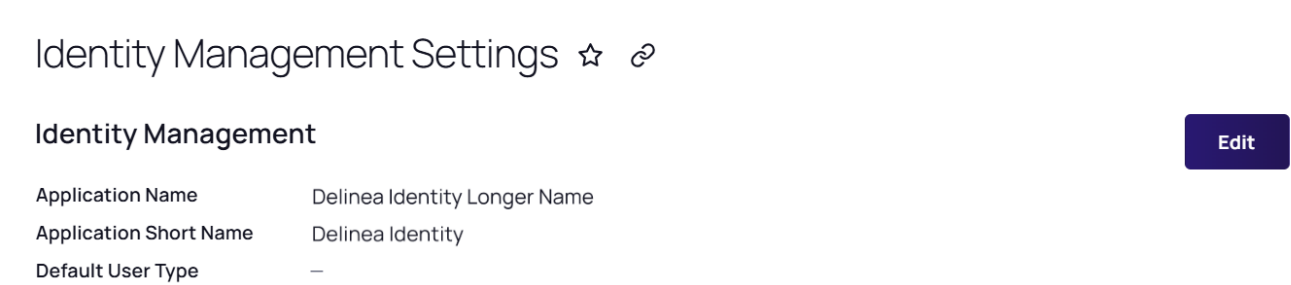 Identity Management Settings
Identity Management
Edit
Application Name Delinea Identity Longer Name
Application Short Name Delinea Identity
Default User Type —